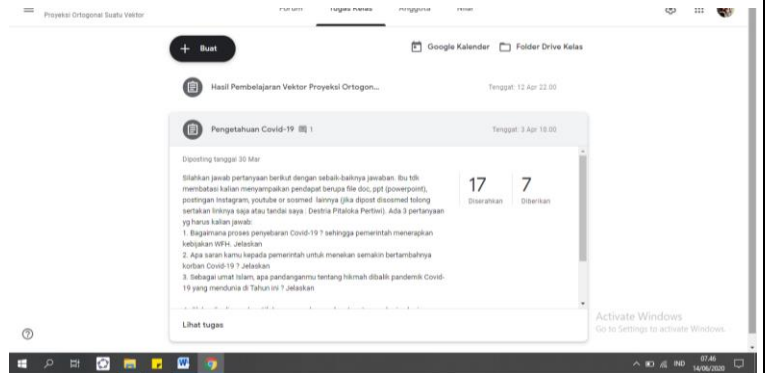 Proyeksi Ortogonal Suatu Vektor
Forum Tugas Kelas Anggota Nilai
+ Buat
Google Kalender Folder Drive Kelas
Hasil Pembelajaran Vektor Proyeksi Ortogon...
Tenggat: 12 Apr 22.00
Pengetahuan Covid-19 1
Tenggat: 3 Apr 18.00
Diposting tanggal 30 Mar
Silahkan jawab pertanyaan berikut dengan sebaik-baiknya jawaban. Ibu tdk
membatasi kalian menyampaikan pendapat berupa file doc, ppt (powerpoint),
postingan instagram, youtube or sosmed lainnya (jika dipost disosmed tolong
sertakan linknya saja atau tandai saya : Destria Pitaloka Pertiwi). Ada 3 pertanyaan
yg harus kalian jawab:
1. Bagaimana proses penyebaran Covid-19 ? sehingga pemerintah menerapkan
kebijakan WFH. Jelaskan
2. Apa saran kamu kepada pemerintah untuk menekan semakin bertambahnya
korban Covid-19 ? Jelaskan
3. Sebagai umat Islam, apa pandanganmu tentang hikmah dibalik pandemik Covid-
19 yang mendunia di Tahun ini ? Jelaskan
17
Diserahkan
7
Diberikan
Lihat tugas
Activate Windows
Go to Settings to activate Windows.
IND
07.46
14/06/2020